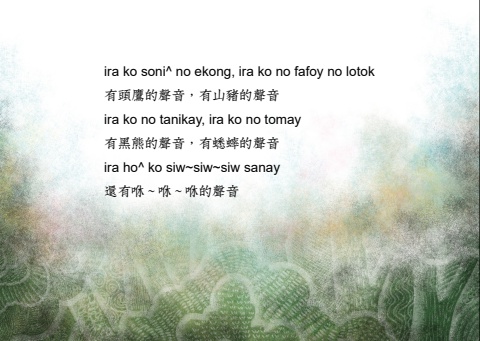 ira ko soni^ no ekong, ira ko no fafoy no lotok
有頭鷹的聲音，有山豬的聲音
ira ko no tanikay, ira ko no tomay
有黑熊的聲音，有蟋蟀的聲音
ira ho^ ko siw~siw~siw sanay
還有咻~咻~咻的聲音